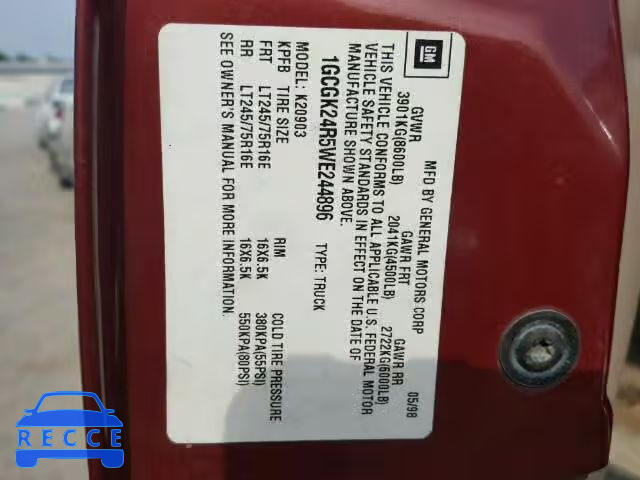 GM
MFD BY GENERAL MOTORS CORP 05/98
GVWR GAWR FRT GAWR RR
3901KG(8600LB) 2041KG(4500LB) 2722KG(6000LB)
THIS VEHICLE CONFORMS TO ALL APPLICABLE U.S. FEDERAL MOTOR
VEHICLE SAFETY STANDARDS IN EFFECT ON THE DATE OF
MANUFACTURE SHOWN ABOVE.
1GCGK24R5WE244896 TYPE: TRUCK
MODEL: K20903
KPFB TIRE SIZE RIM COLD TIRE PRESSURE
FRT LT245/75R16E 16X6.5K 380KPA(55PSI)
RR LT245/75R16E 16X6.5K 550KPA(80PSI)
SEE OWNER'S MANUAL FOR MORE INFORMATION.
RECCE